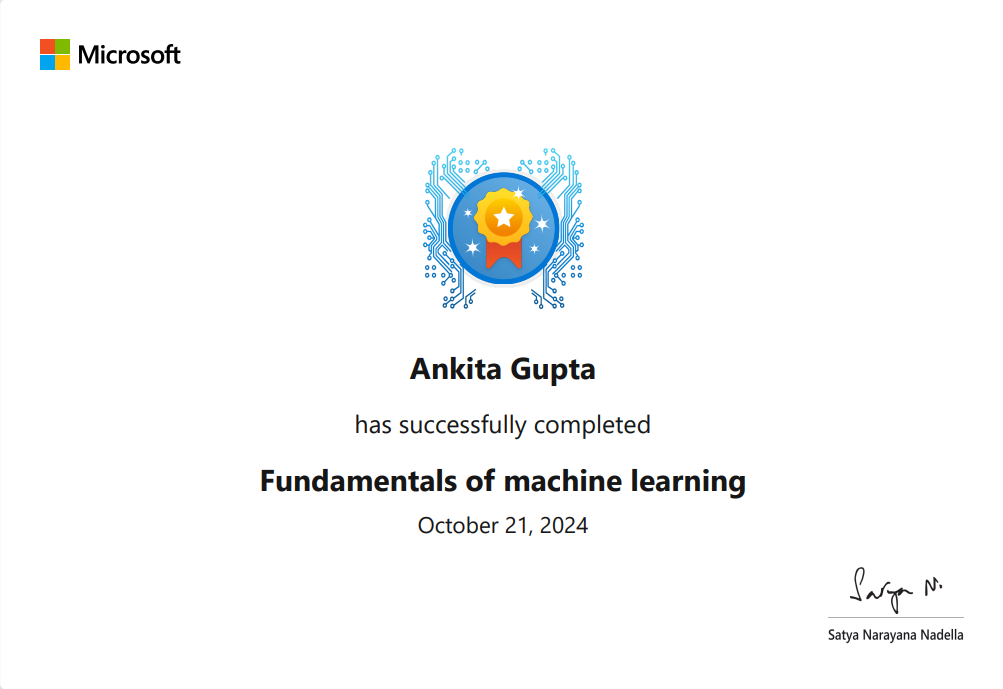 Microsoft
Ankita Gupta
has successfully completed
Fundamentals of machine learning
October 21, 2024
Satya N.
Satya Narayana Nadella